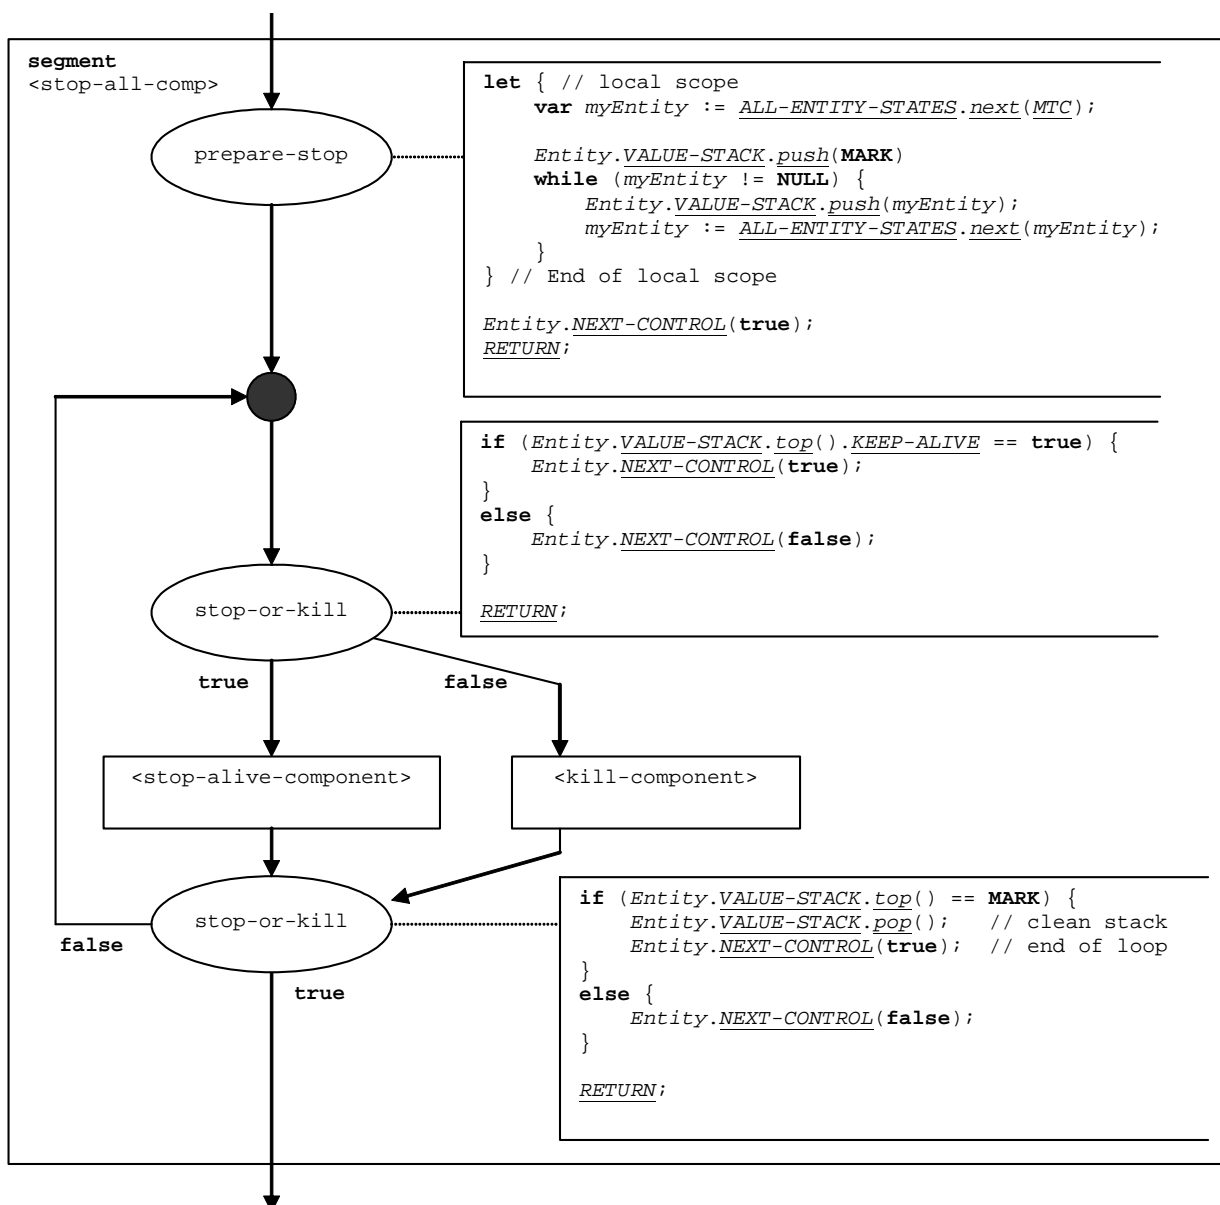 segment
<stop-all-comp>
prepare-stop
let { // local scope
    var myEntity := ALL-ENTITY-STATES.next(MTC);
    Entity.VALUE-STACK.push(MARK)
    while (myEntity != NULL) {
        Entity.VALUE-STACK.push(myEntity);
        myEntity := ALL-ENTITY-STATES.next(myEntity);
    }
} // End of local scope
Entity.NEXT-CONTROL(true);
RETURN;
if (Entity.VALUE-STACK.top().KEEP-ALIVE == true) {
    Entity.NEXT-CONTROL(true);
}
else {
    Entity.NEXT-CONTROL(false);
}
RETURN;
stop-or-kill
true
false
<stop-alive-component>
<kill-component>
stop-or-kill
false
true
if (Entity.VALUE-STACK.top() == MARK) {
    Entity.VALUE-STACK.pop();   // clean stack
    Entity.NEXT-CONTROL(true);  // end of loop
}
else {
    Entity.NEXT-CONTROL(false);
}
RETURN;